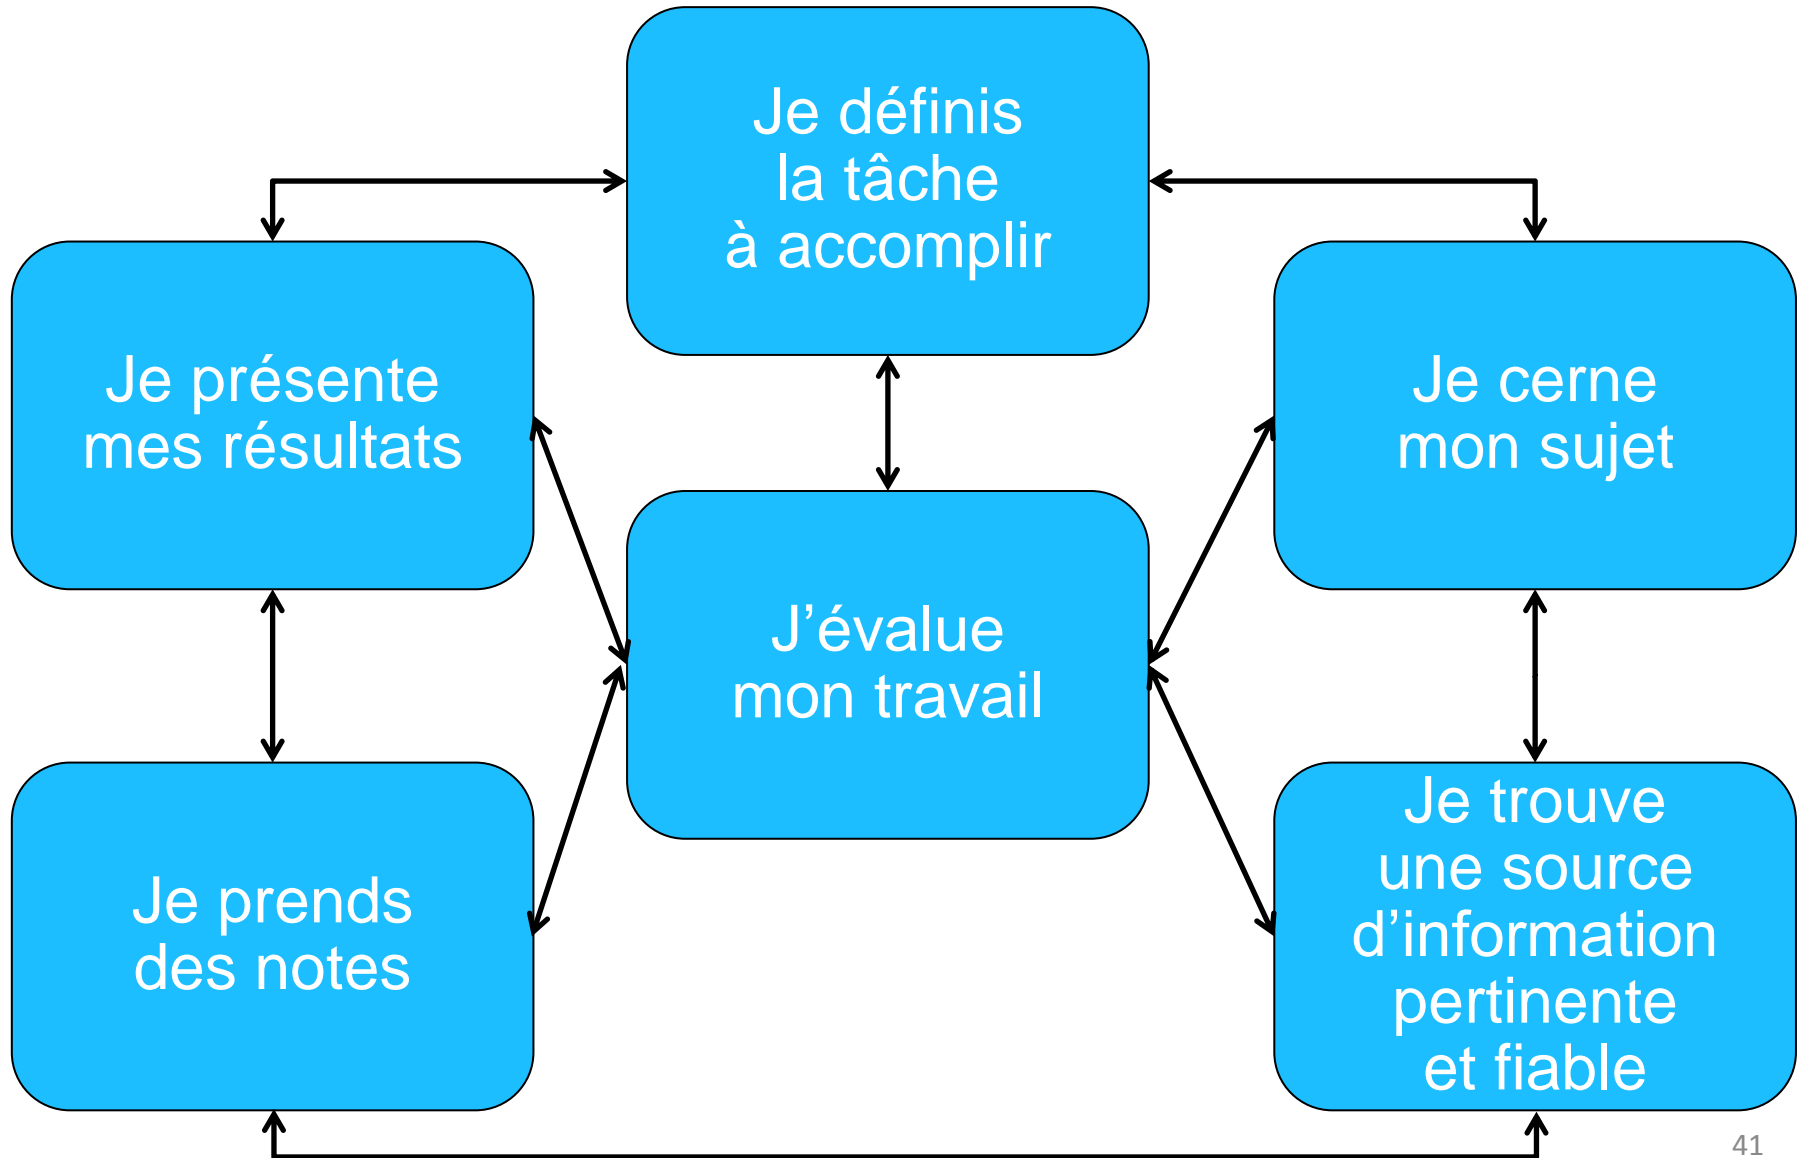 Je définis
la tâche
à accomplir
Je présente
mes résultats
Je cerne
mon sujet
J’évalue
mon travail
Je prends
des notes
Je trouve
une source
d’information
pertinente
et fiable
41